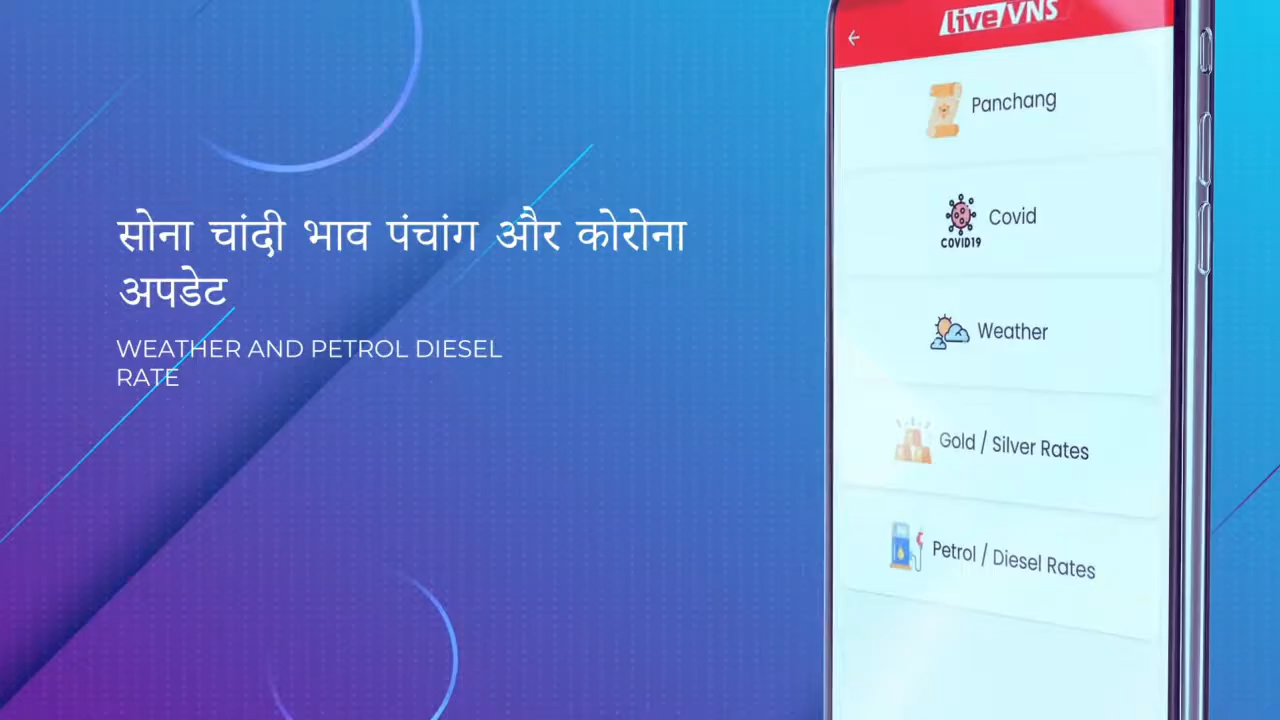 सोना चांदी भाव पंचांग और कोरोना
अपडेट
WEATHER AND PETROL DIESEL
RATE
live VNS
Panchang
COVID19
Covid
Weather
Gold / Silver Rates
Petrol / Diesel Rates